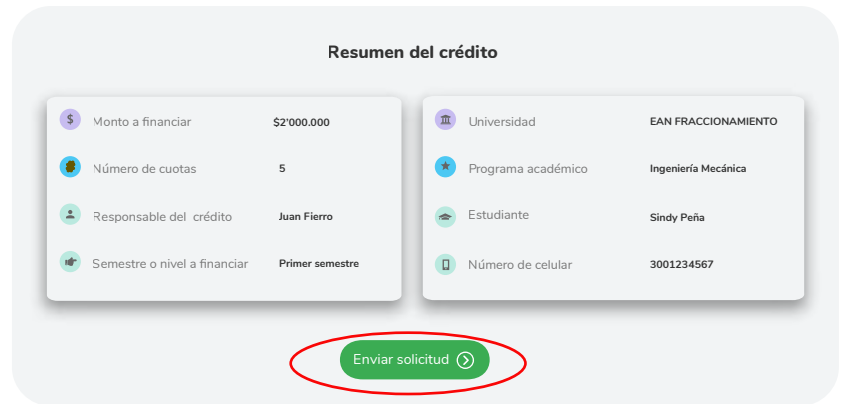 Resumen del crédito
$ Monto a financiar $2'000.000
Número de cuotas 5
Responsable del crédito Juan Fierro
Semestre o nivel a financiar Primer semestre
Universidad EAN FRACCIONAMIENTO
Programa académico Ingeniería Mecánica
Estudiante Sindy Peña
Número de celular 3001234567
Enviar solicitud